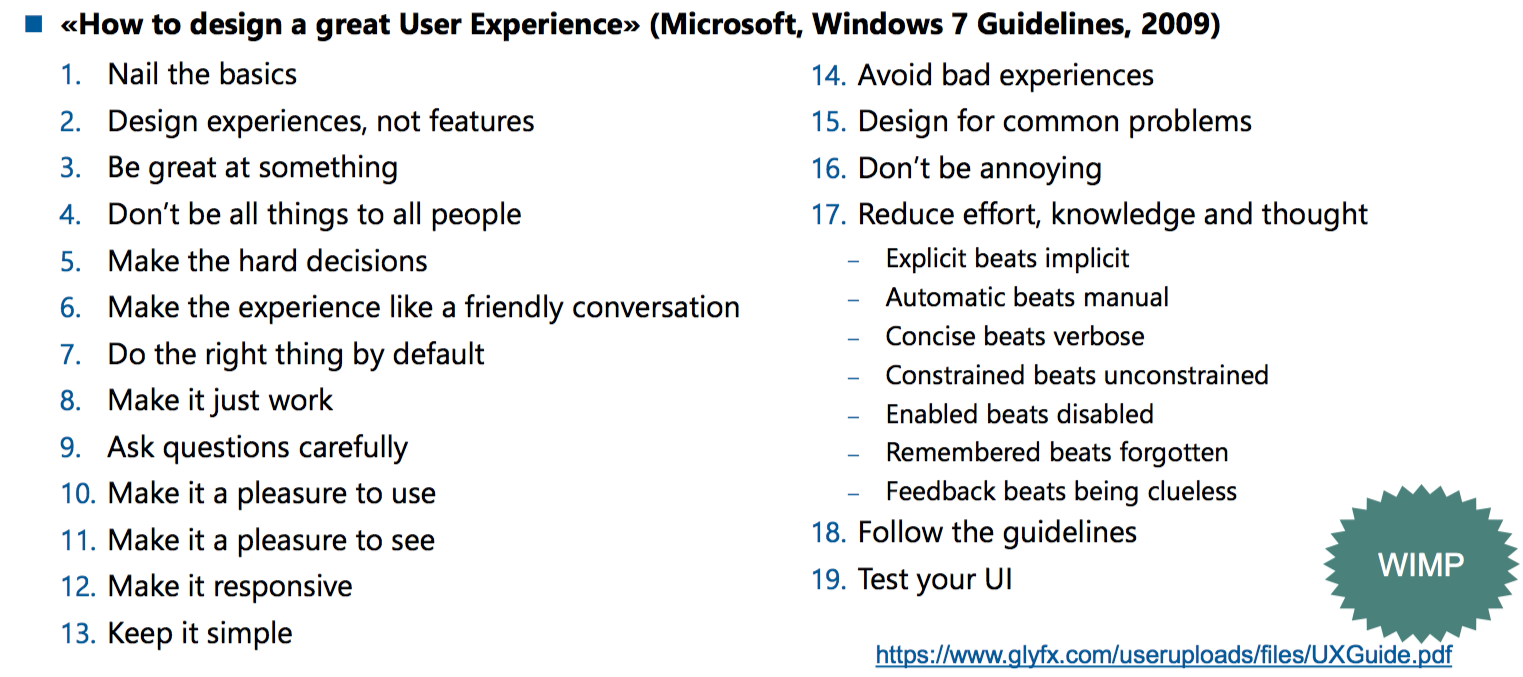 «How to design a great User Experience» (Microsoft, Windows 7 Guidelines, 2009)
1. Nail the basics
2. Design experiences, not features
3. Be great at something
4. Don’t be all things to all people
5. Make the hard decisions
6. Make the experience like a friendly conversation
7. Do the right thing by default
8. Make it just work
9. Ask questions carefully
10. Make it a pleasure to use
11. Make it a pleasure to see
12. Make it responsive
13. Keep it simple
14. Avoid bad experiences
15. Design for common problems
16. Don’t be annoying
17. Reduce effort, knowledge and thought
– Explicit beats implicit
– Automatic beats manual
– Concise beats verbose
– Constrained beats unconstrained
– Enabled beats disabled
– Remembered beats forgotten
– Feedback beats being clueless
18. Follow the guidelines
19. Test your UI
WIMP
https://www.glyfx.com/useruploads/files/UXGuide.pdf